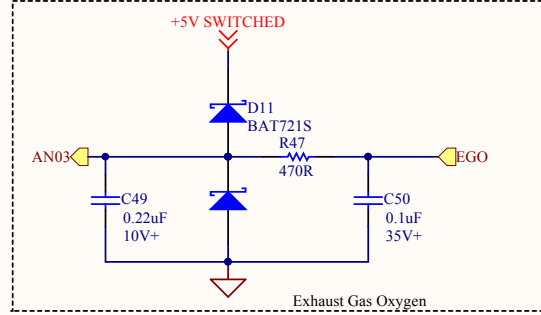 +5V SWITCHED
D11
BAT721S
R47
AN03
EGO
470R
C49
C50
0.22uF
0.1uF
10V+
35V+
Exhaust Gas Oxygen